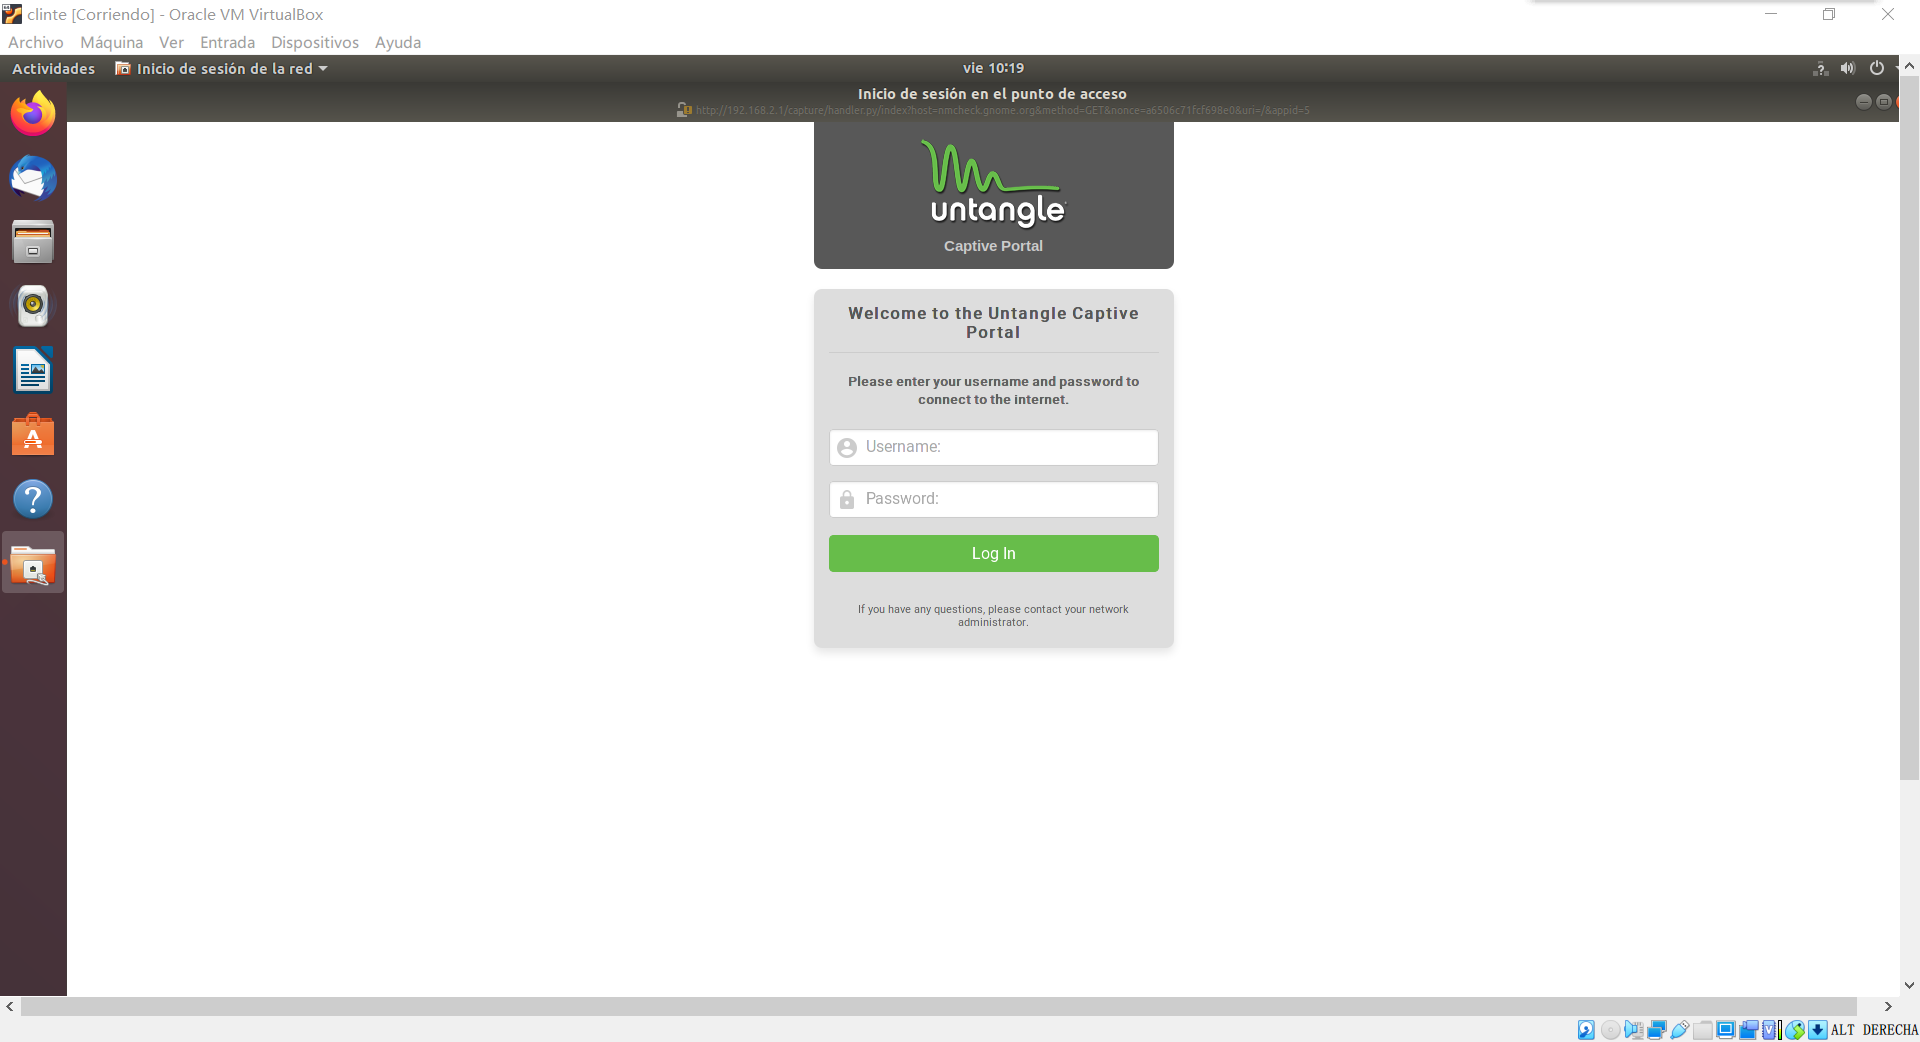 clinte [Corriendo] - Oracle VM VirtualBox
Archivo Máquina Ver Entrada Dispositivos Ayuda
Actividades Inicio de sesión de la red vie 10:19
Inicio de sesión en el punto de acceso
http://192.168.2.1/capture/handler.py/index?host=nmcheck.gnome.org&method=GET&nonce=a6506c71fcf698e0&uri=/&appid=5
untangle
Captive Portal
Welcome to the Untangle Captive
Portal
Please enter your username and password to
connect to the internet.
Username:
Password:
Log In
If you have any questions, please contact your network
administrator.
ALT DERECHA